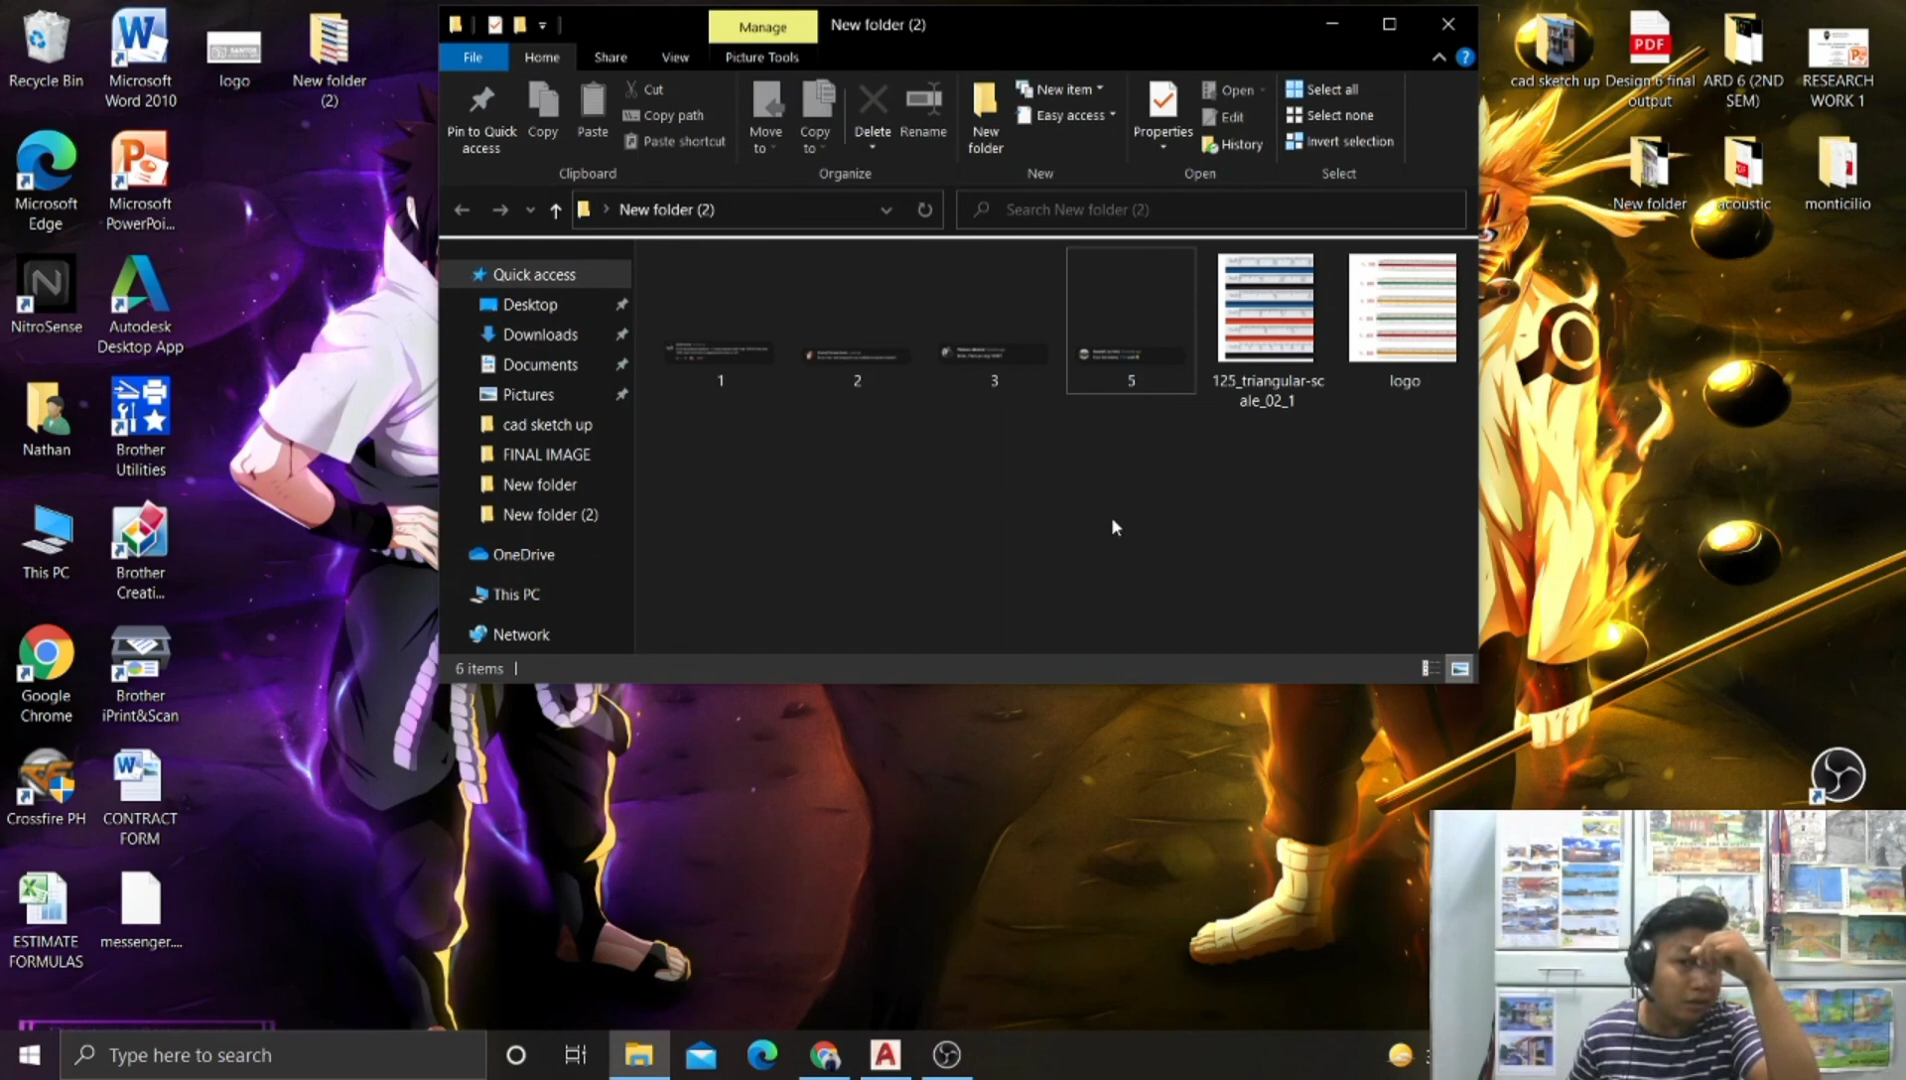 Recycle Bin
Microsoft
Word 2010
logo
New folder
(2)
Microsoft
Edge
Microsoft
PowerPoi...
NitroSense
Autodesk
Desktop App
Nathan
Brother
Utilities
This PC
Brother
Creati...
Google
Chrome
Brother
iPrint&Scan
Crossfire PH
CONTRACT
FORM
ESTIMATE
FORMULAS
messenger....
Manage
New folder (2)
File
Home
Share
View
Picture Tools
Pin to Quick
access
Copy
Paste
Cut
Copy path
Paste shortcut
Clipboard
Move
to
Copy
to
Delete
Rename
Organize
New
folder
New item
Easy access
New
Properties
Open
Edit
History
Open
Select all
Select none
Invert selection
Select
New folder (2)
Search New folder (2)
Quick access
Desktop
Downloads
Documents
Pictures
cad sketch up
FINAL IMAGE
New folder
New folder (2)
OneDrive
This PC
Network
1
2
3
5
125_triangular-sc
ale_02_1
logo
6 items
cad sketch up
Design 6 final
output
ARD 6 (2ND
SEM)
RESEARCH
WORK 1
New folder
acoustic
monticilio
PDF
Type here to search